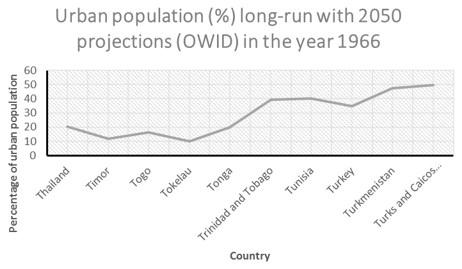 Urban population (%) long-run with 2050
projections (OWID) in the year 1966
Percentage of urban population
60
50
40
30
20
10
0
Thailand
Timor
Togo
Tokelau
Tonga
Trinidad and Tobago
Tunisia
Turkey
Turkmenistan
Turks and Caicos...
Country